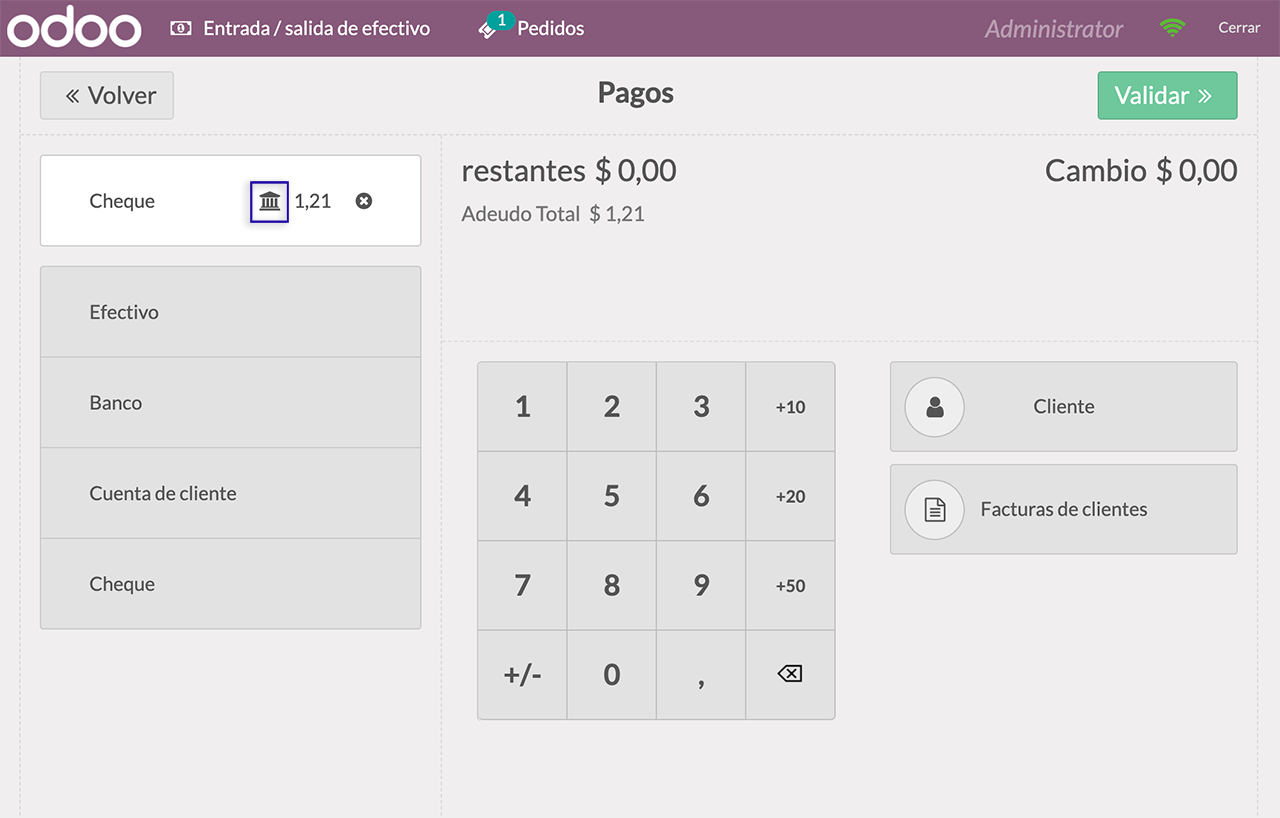 odoo Entrada / salida de efectivo 1 Pedidos Administrator Cerrar
Volver Pagos Validar
Cheque 1,21
restantes $ 0,00 Cambio $ 0,00
Adeudo Total $ 1,21
Efectivo
Banco
Cuenta de cliente
Cheque
1 2 3 +10
4 5 6 +20
7 8 9 +50
+/- 0 ,
Cliente
Facturas de clientes